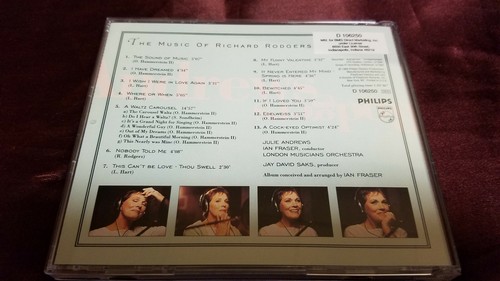 THE MUSIC OF RICHARD RODGERS
1. THE SOUND OF MUSIC
(O. Hammerstein II)
2. I HAVE DREAMED
(O. Hammerstein II)
3. I WISH I WERE IN LOVE AGAIN
(L. Hart)
4. WHERE OR WHEN
(L. Hart)
5. A WALTZ CAROUSEL
a) The Carousel Waltz (O. Hammerstein II)
b) Do I Hear a Waltz? (S. Sondheim)
c) It's a Grand Night for Singing (O. Hammerstein II)
d) A Wonderful Guy (O. Hammerstein II)
e) Out of My Dreams (O. Hammerstein II)
f) Oh What a Beautiful Morning (O. Hammerstein II)
g) This Nearly was Mine (O. Hammerstein II)
6. NOBODY TOLD ME
(R. Rodgers)
7. THIS CAN'T BE LOVE · THOU SWELL
(L. Hart)
8. MY FUNNY VALENTINE
(L. Hart)
9. IT NEVER ENTERED MY MIND
SPRING IS HERE
(L. Hart)
10. BEWITCHED
(L. Hart)
11. IF I LOVED YOU
(O. Hammerstein II)
12. EDELWEISS
(O. Hammerstein II)
13. A COCK-EYED OPTIMIST
(O. Hammerstein II)
JULIE ANDREWS
IAN FRASER, conductor
LONDON MUSICIANS ORCHESTRA
JAY DAVID SAKS, producer
Album conceived and arranged by IAN FRASER
D 106250
D 106250
PHILIPS